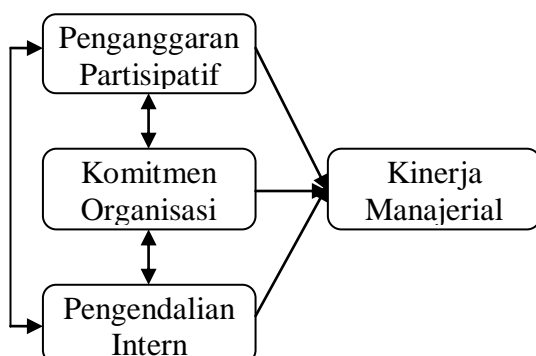 Penganggaran
Partisipatif
Komitmen
Organisasi
Kinerja
Manajerial
Pengendalian
Intern